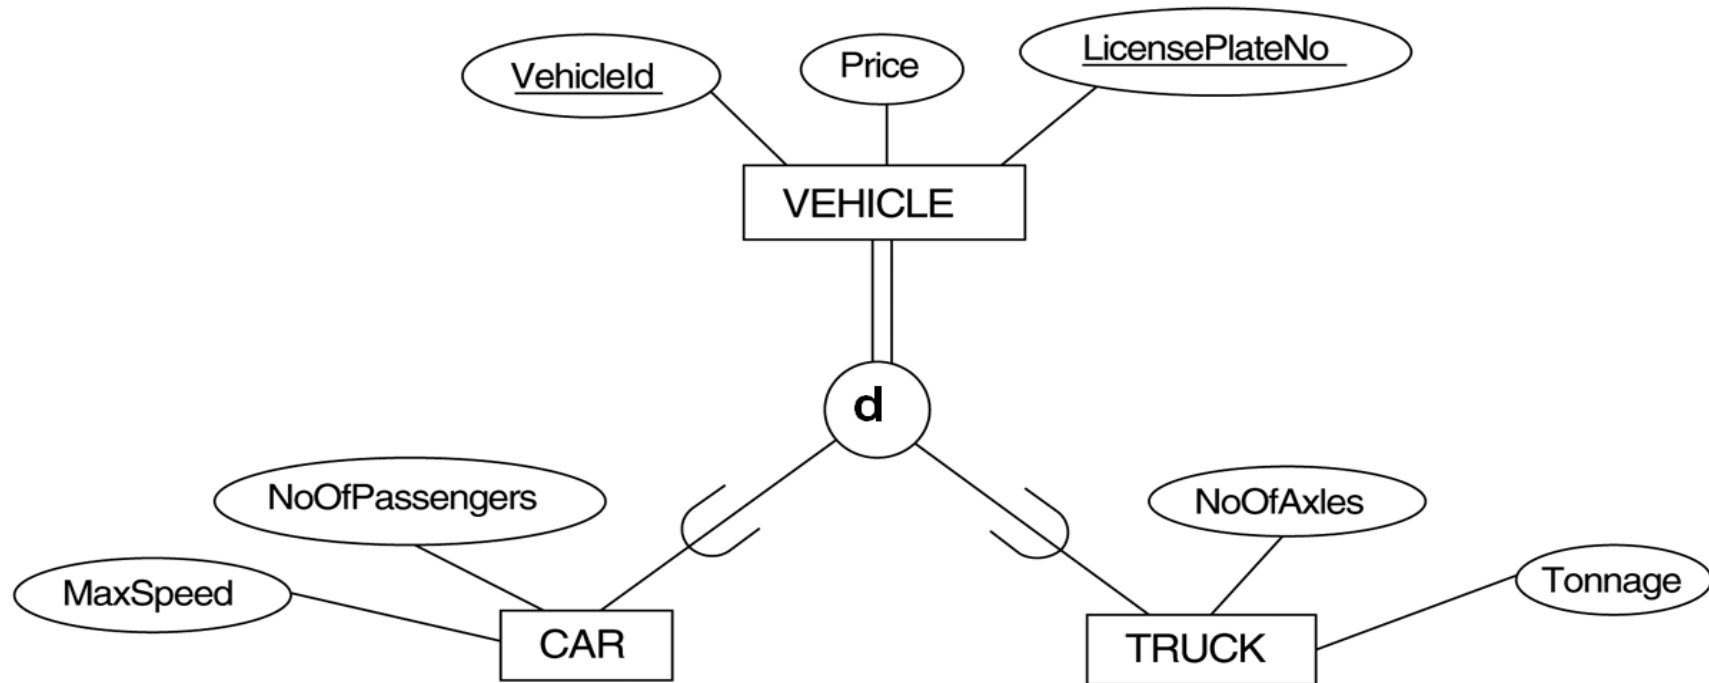 VehicleId
Price
LicensePlateNo
VEHICLE
d
NoOfPassengers
NoOfAxles
MaxSpeed
Tonnage
CAR
TRUCK